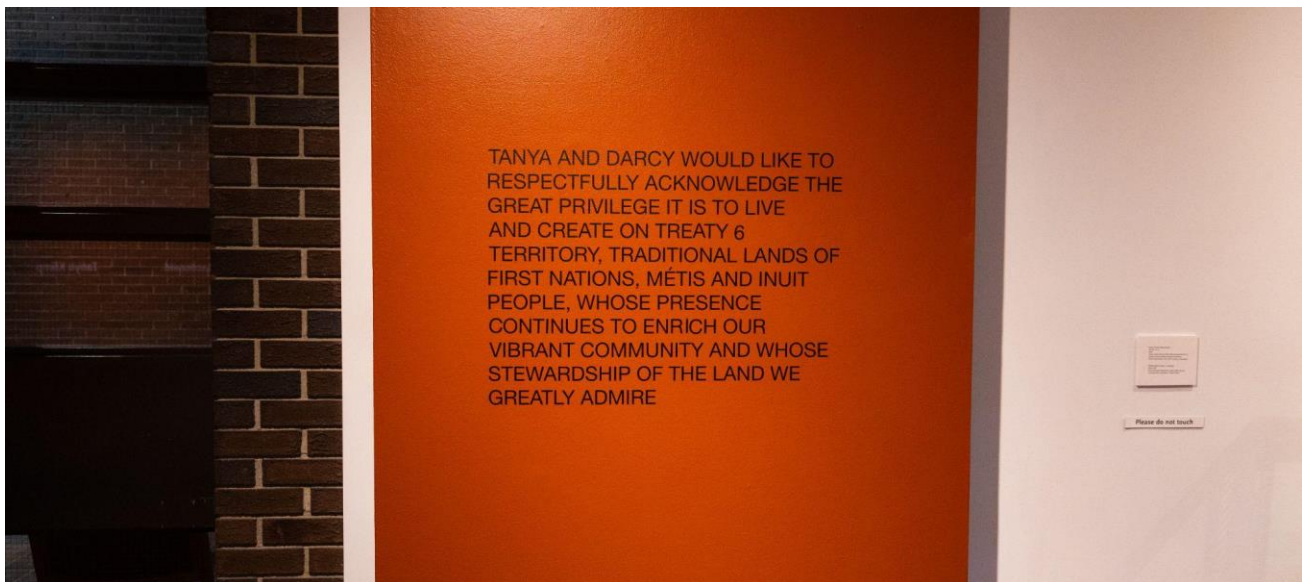 TANYA AND DARCY WOULD LIKE TO
RESPECTFULLY ACKNOWLEDGE THE
GREAT PRIVILEGE IT IS TO LIVE
AND CREATE ON TREATY 6
TERRITORY, TRADITIONAL LANDS OF
FIRST NATIONS, MÉTIS AND INUIT
PEOPLE, WHOSE PRESENCE
CONTINUES TO ENRICH OUR
VIBRANT COMMUNITY AND WHOSE
STEWARDSHIP OF THE LAND WE
GREATLY ADMIRE
Please do not touch